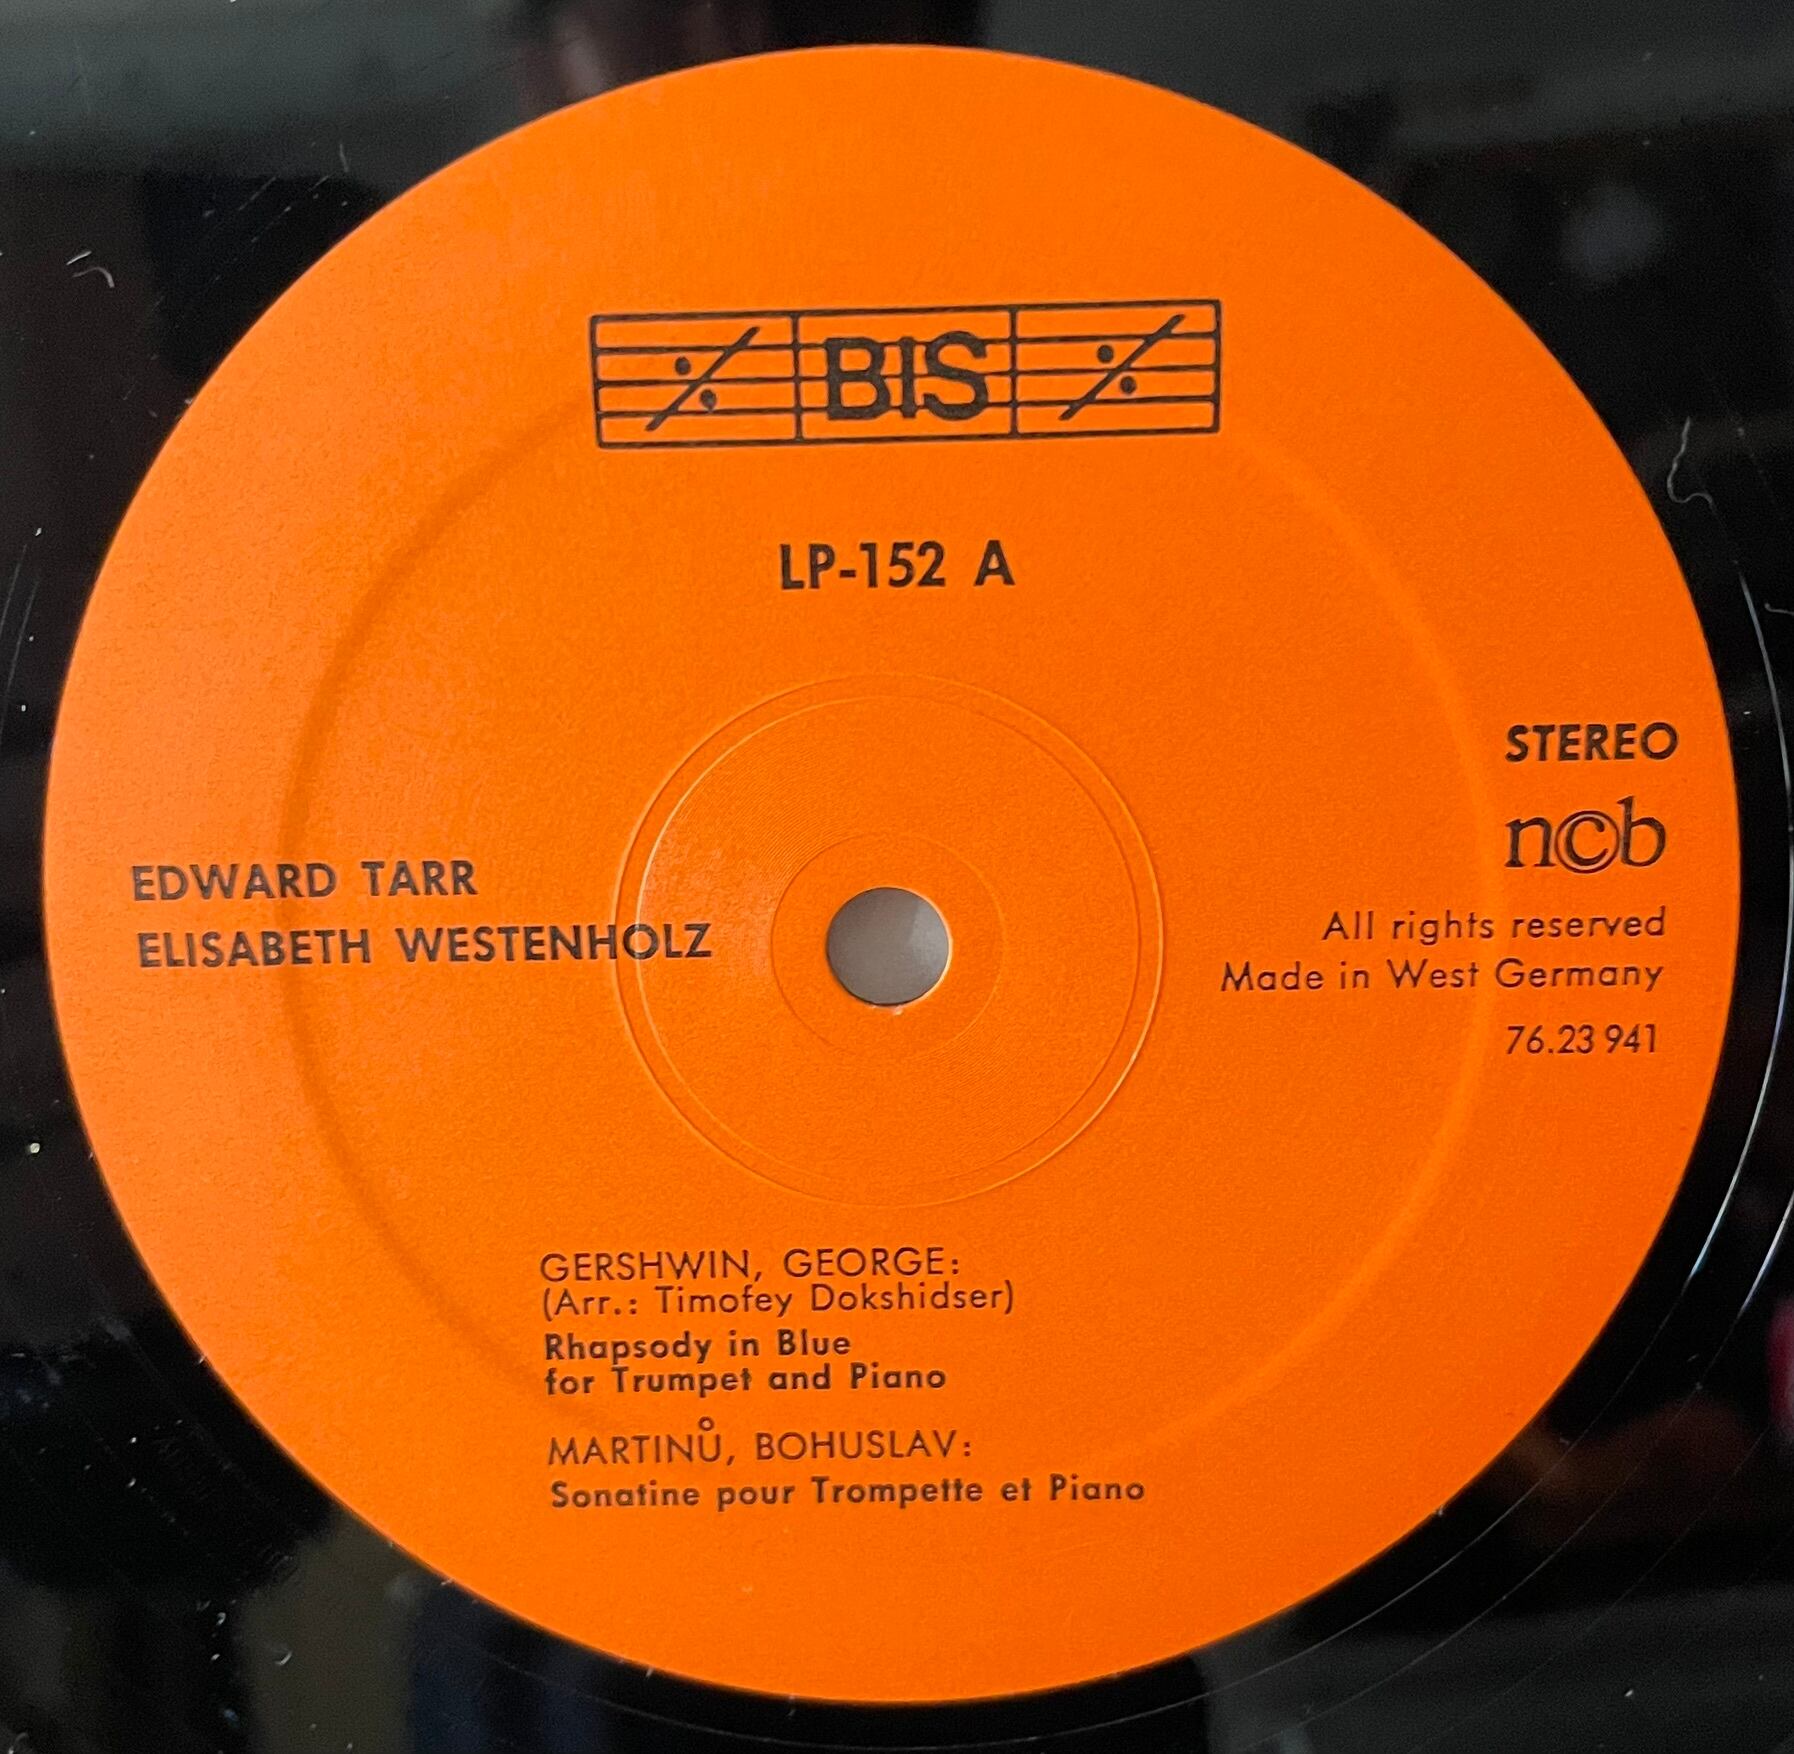 BIS
LP-152 A
STEREO
n©b
EDWARD TARR
ELISABETH WESTENHOLZ
All rights reserved
Made in West Germany
76.23 941
GERSHWIN, GEORGE:
(Arr.: Timofey Dokshidser)
Rhapsody in Blue
for Trumpet and Piano
MARTINŮ, BOHUSLAV:
Sonatine pour Trompette et Piano